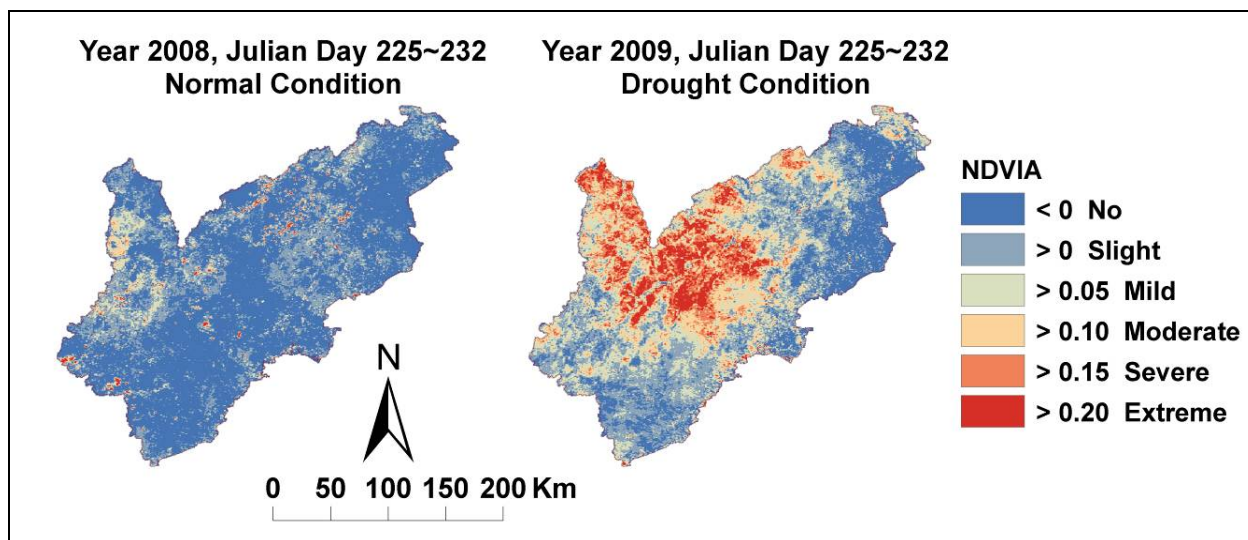 Year 2008, Julian Day 225~232
Normal Condition
Year 2009, Julian Day 225~232
Drought Condition
NDVIA
< 0 No
> 0 Slight
> 0.05 Mild
> 0.10 Moderate
> 0.15 Severe
> 0.20 Extreme
N
0 50 100 150 200 Km